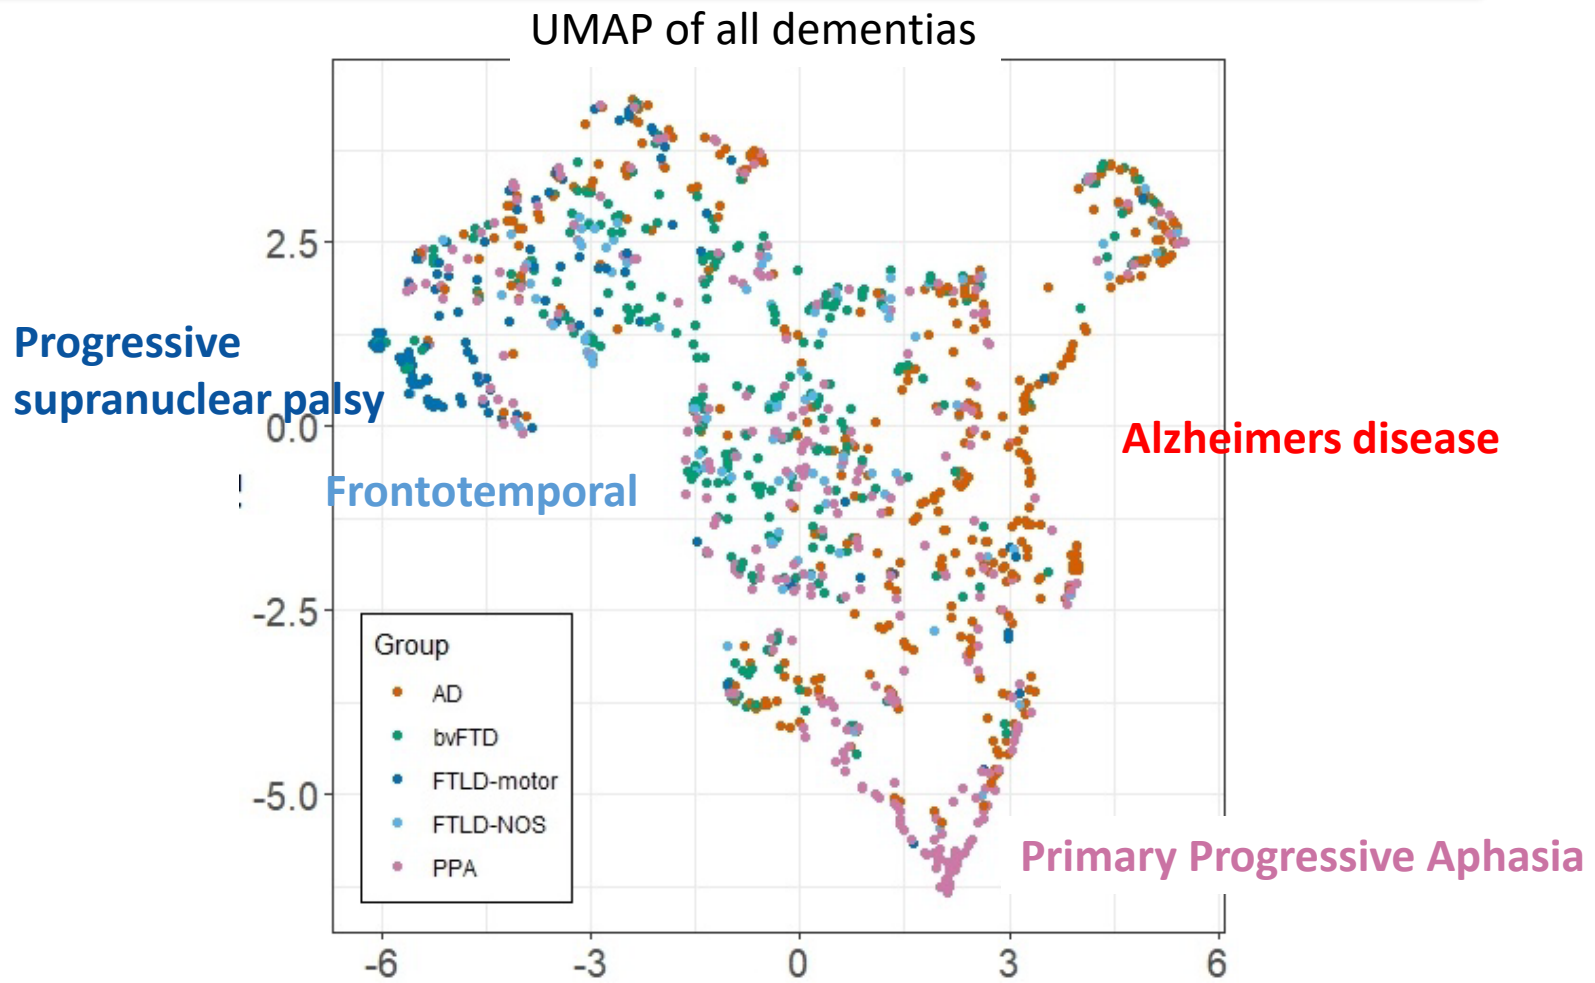 UMAP of all dementias
2.5
Progressive
supranuclear palsy
0.0
Alzheimers disease
Frontotemporal
-2.5
Group
AD
bvFTD
FTLD-motor
FTLD-NOS
PPA
-5.0
Primary Progressive Aphasia
-6 -3 0 3 6